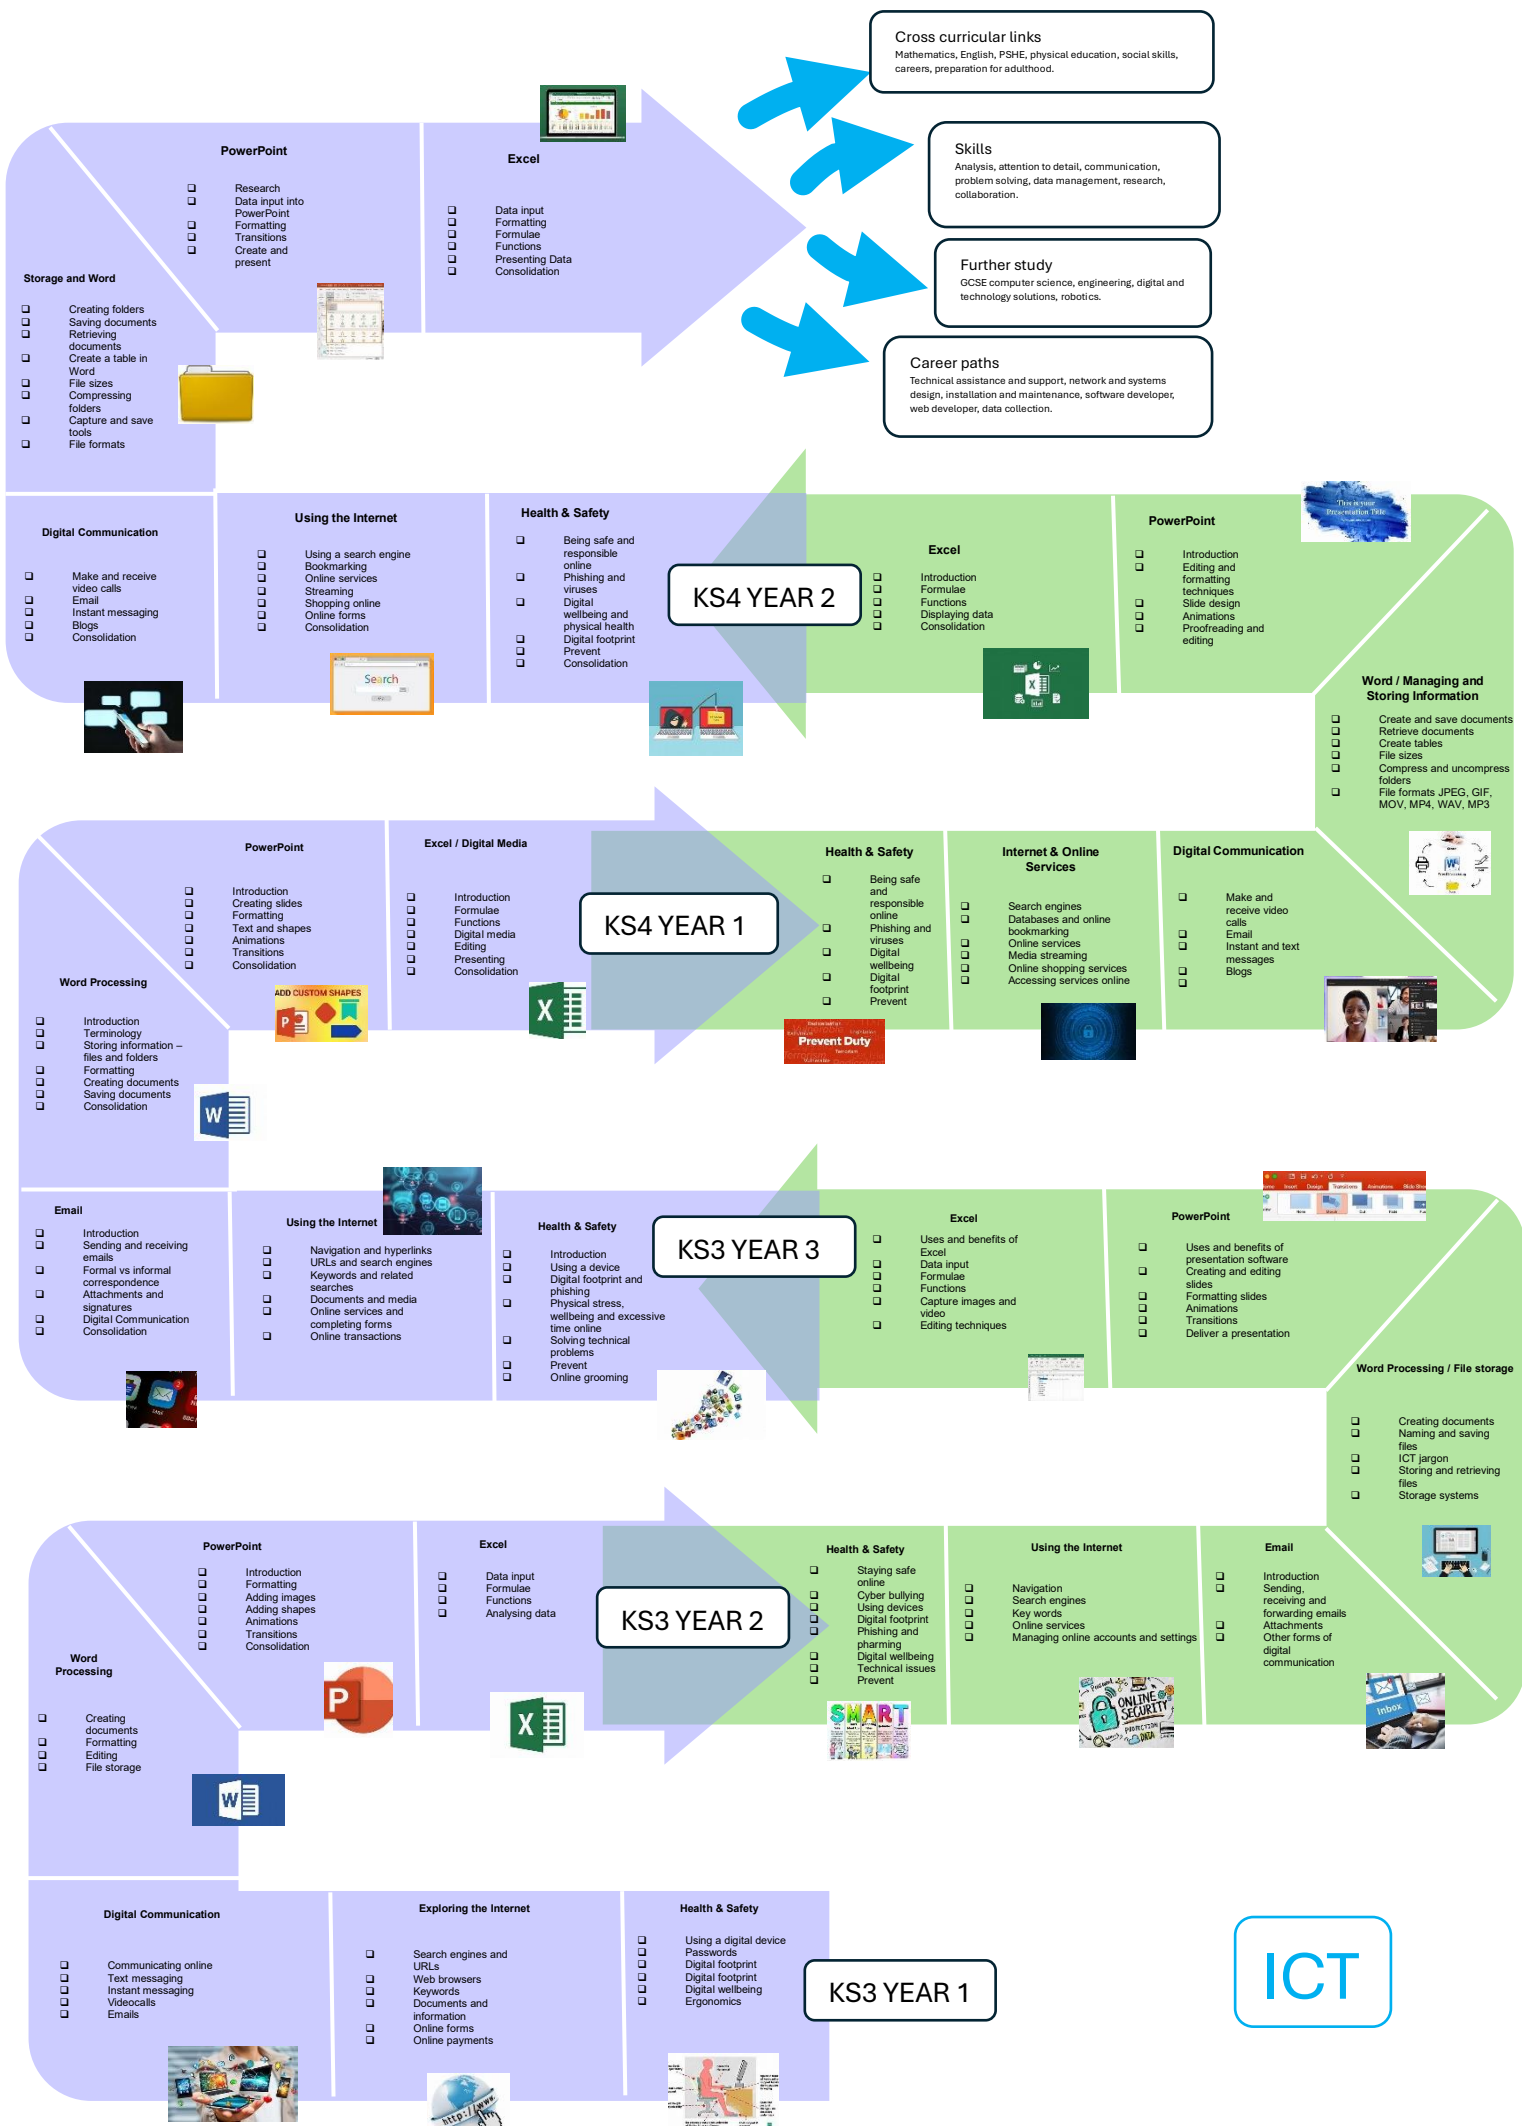 Cross curricular links
Mathematics, English, PSHE, physical education, social skills,
careers, preparation for adulthood.
Skills
Analysis, attention to detail, communication,
problem solving, data management, research,
collaboration.
Further study
GCSE computer science, engineering, digital and
technology solutions, robotics.
Career paths
Technical assistance and support, network and systems
design, installation and maintenance, software developer,
web developer, data collection.
PowerPoint
Research
Data input into
PowerPoint
Formatting
Transitions
Create and
present
Excel
Data input
Formatting
Formulae
Functions
Presenting Data
Consolidation
Storage and Word
Creating folders
Saving documents
Retrieving
documents
Create a table in
Word
File sizes
Compressing
folders
Capture and save
tools
File formats
Digital Communication
Make and receive
video calls
Email
Instant messaging
Blogs
Consolidation
Using the Internet
Using a search engine
Bookmarking
Online services
Streaming
Shopping online
Online forms
Consolidation
Search
Health & Safety
Being safe and
responsible
online
Phishing and
viruses
Digital
wellbeing and
physical health
Digital footprint
Prevent
Consolidation
KS4 YEAR 2
Excel
Introduction
Formulae
Functions
Displaying data
Consolidation
X
PowerPoint
Introduction
Editing and
formatting
techniques
Slide design
Animations
Proofreading and
editing
This is your
Presentation Title
Word / Managing and
Storing Information
Create and save documents
Retrieve documents
Create tables
File sizes
Compress and uncompress
folders
File formats JPEG, GIF,
MOV, MP4, WAV, MP3
W
PowerPoint
Introduction
Creating slides
Formatting
Text and shapes
Animations
Transitions
Consolidation
ADD CUSTOM SHAPES
P
Excel / Digital Media
Introduction
Formulae
Functions
Digital media
Editing
Presenting
Consolidation
X
KS4 YEAR 1
Health & Safety
Being safe
and
responsible
online
Phishing and
viruses
Digital
wellbeing
Digital
footprint
Prevent
Prevent Duty
Terrorism
Internet & Online
Services
Search engines
Databases and online
bookmarking
Online services
Media streaming
Online shopping services
Accessing services online
Digital Communication
Make and
receive video
calls
Email
Instant and text
messages
Blogs
Word Processing
Introduction
Terminology
Storing information –
files and folders
Formatting
Creating documents
Saving documents
Consolidation
W
Email
Introduction
Sending and receiving
emails
Formal vs informal
correspondence
Attachments and
signatures
Digital Communication
Consolidation
Using the Internet
Navigation and hyperlinks
URLs and search engines
Keywords and related
searches
Documents and media
Online services and
completing forms
Online transactions
Health & Safety
Introduction
Using a device
Digital footprint and
phishing
Physical stress,
wellbeing and excessive
time online
Solving technical
problems
Prevent
Online grooming
KS3 YEAR 3
Excel
Uses and benefits of
Excel
Data input
Formulae
Functions
Capture images and
video
Editing techniques
PowerPoint
Uses and benefits of
presentation software
Creating and editing
slides
Formatting slides
Animations
Transitions
Deliver a presentation
Insert Design Transitions Animations
Word Processing / File storage
Creating documents
Naming and saving
files
ICT jargon
Storing and retrieving
files
Storage systems
PowerPoint
Introduction
Formatting
Adding images
Adding shapes
Animations
Transitions
Consolidation
P
Excel
Data input
Formulae
Functions
Analysing data
X
KS3 YEAR 2
Health & Safety
Staying safe
online
Cyber bullying
Using devices
Digital footprint
Phishing and
pharming
Digital wellbeing
Technical issues
Prevent
SMART
Using the Internet
Navigation
Search engines
Key words
Online services
Managing online accounts and settings
ONLINE
SECURITY
PROTECTION
DATA
Email
Introduction
Sending,
receiving and
forwarding emails
Attachments
Other forms of
digital
communication
Inbox
Word
Processing
Creating
documents
Formatting
Editing
File storage
W
Digital Communication
Communicating online
Text messaging
Instant messaging
Videocalls
Emails
Exploring the Internet
Search engines and
URLs
Web browsers
Keywords
Documents and
information
Online forms
Online payments
http://www.
Health & Safety
Using a digital device
Passwords
Digital footprint
Digital footprint
Digital wellbeing
Ergonomics
KS3 YEAR 1
ICT